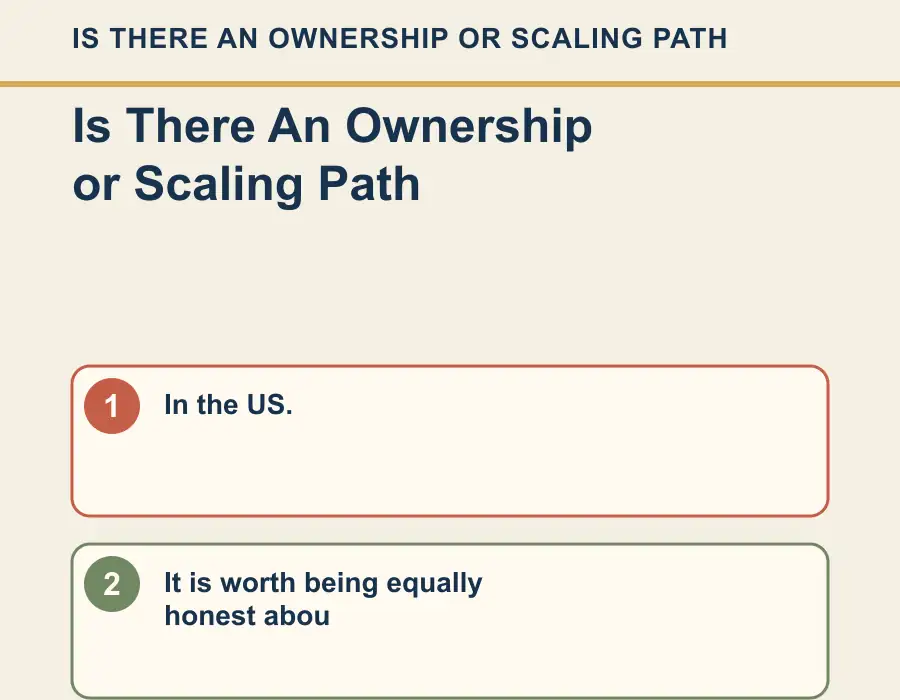 IS THERE AN OWNERSHIP OR SCALING PATH
Is There An Ownership
or Scaling Path
1
In the US.
2
It is worth being equally
honest abou